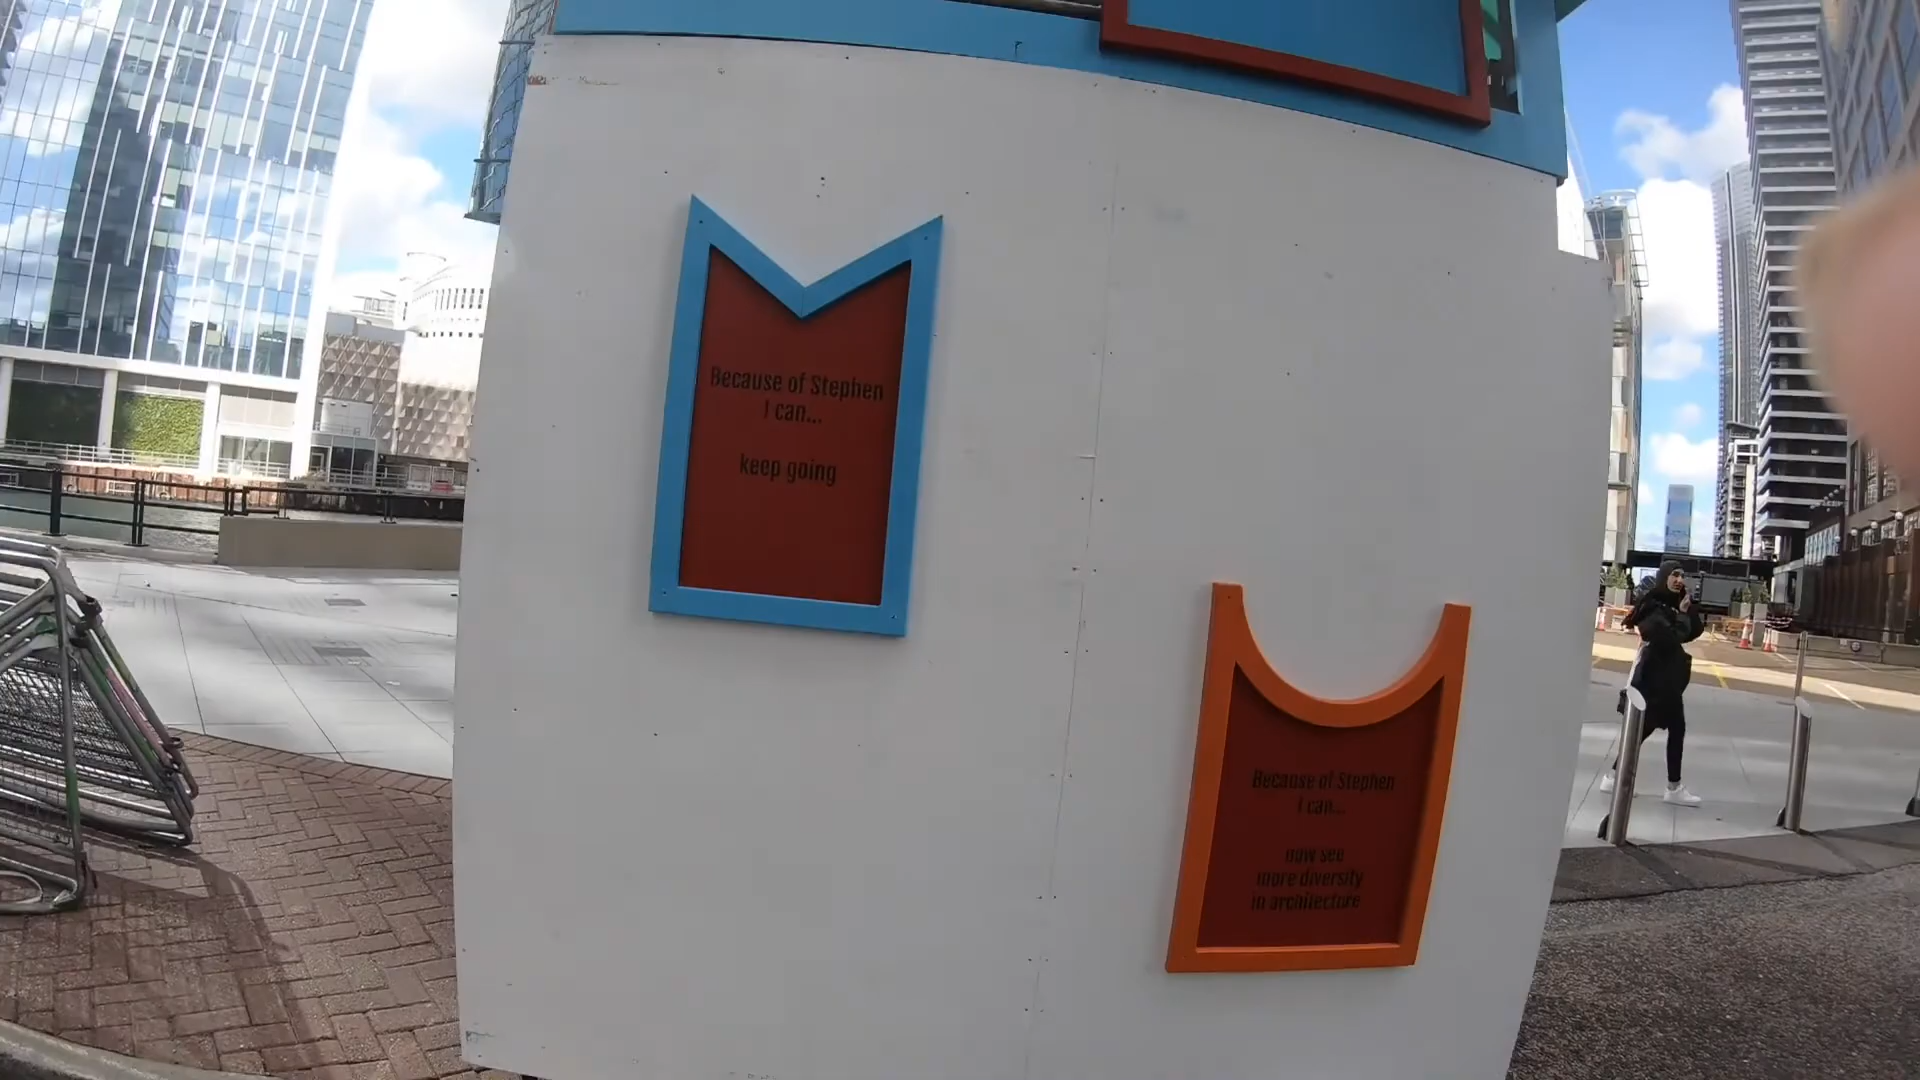 Because of Stephen
I can...
keep going
Because of Stephen
I can...
now see
more diversity
in architecture